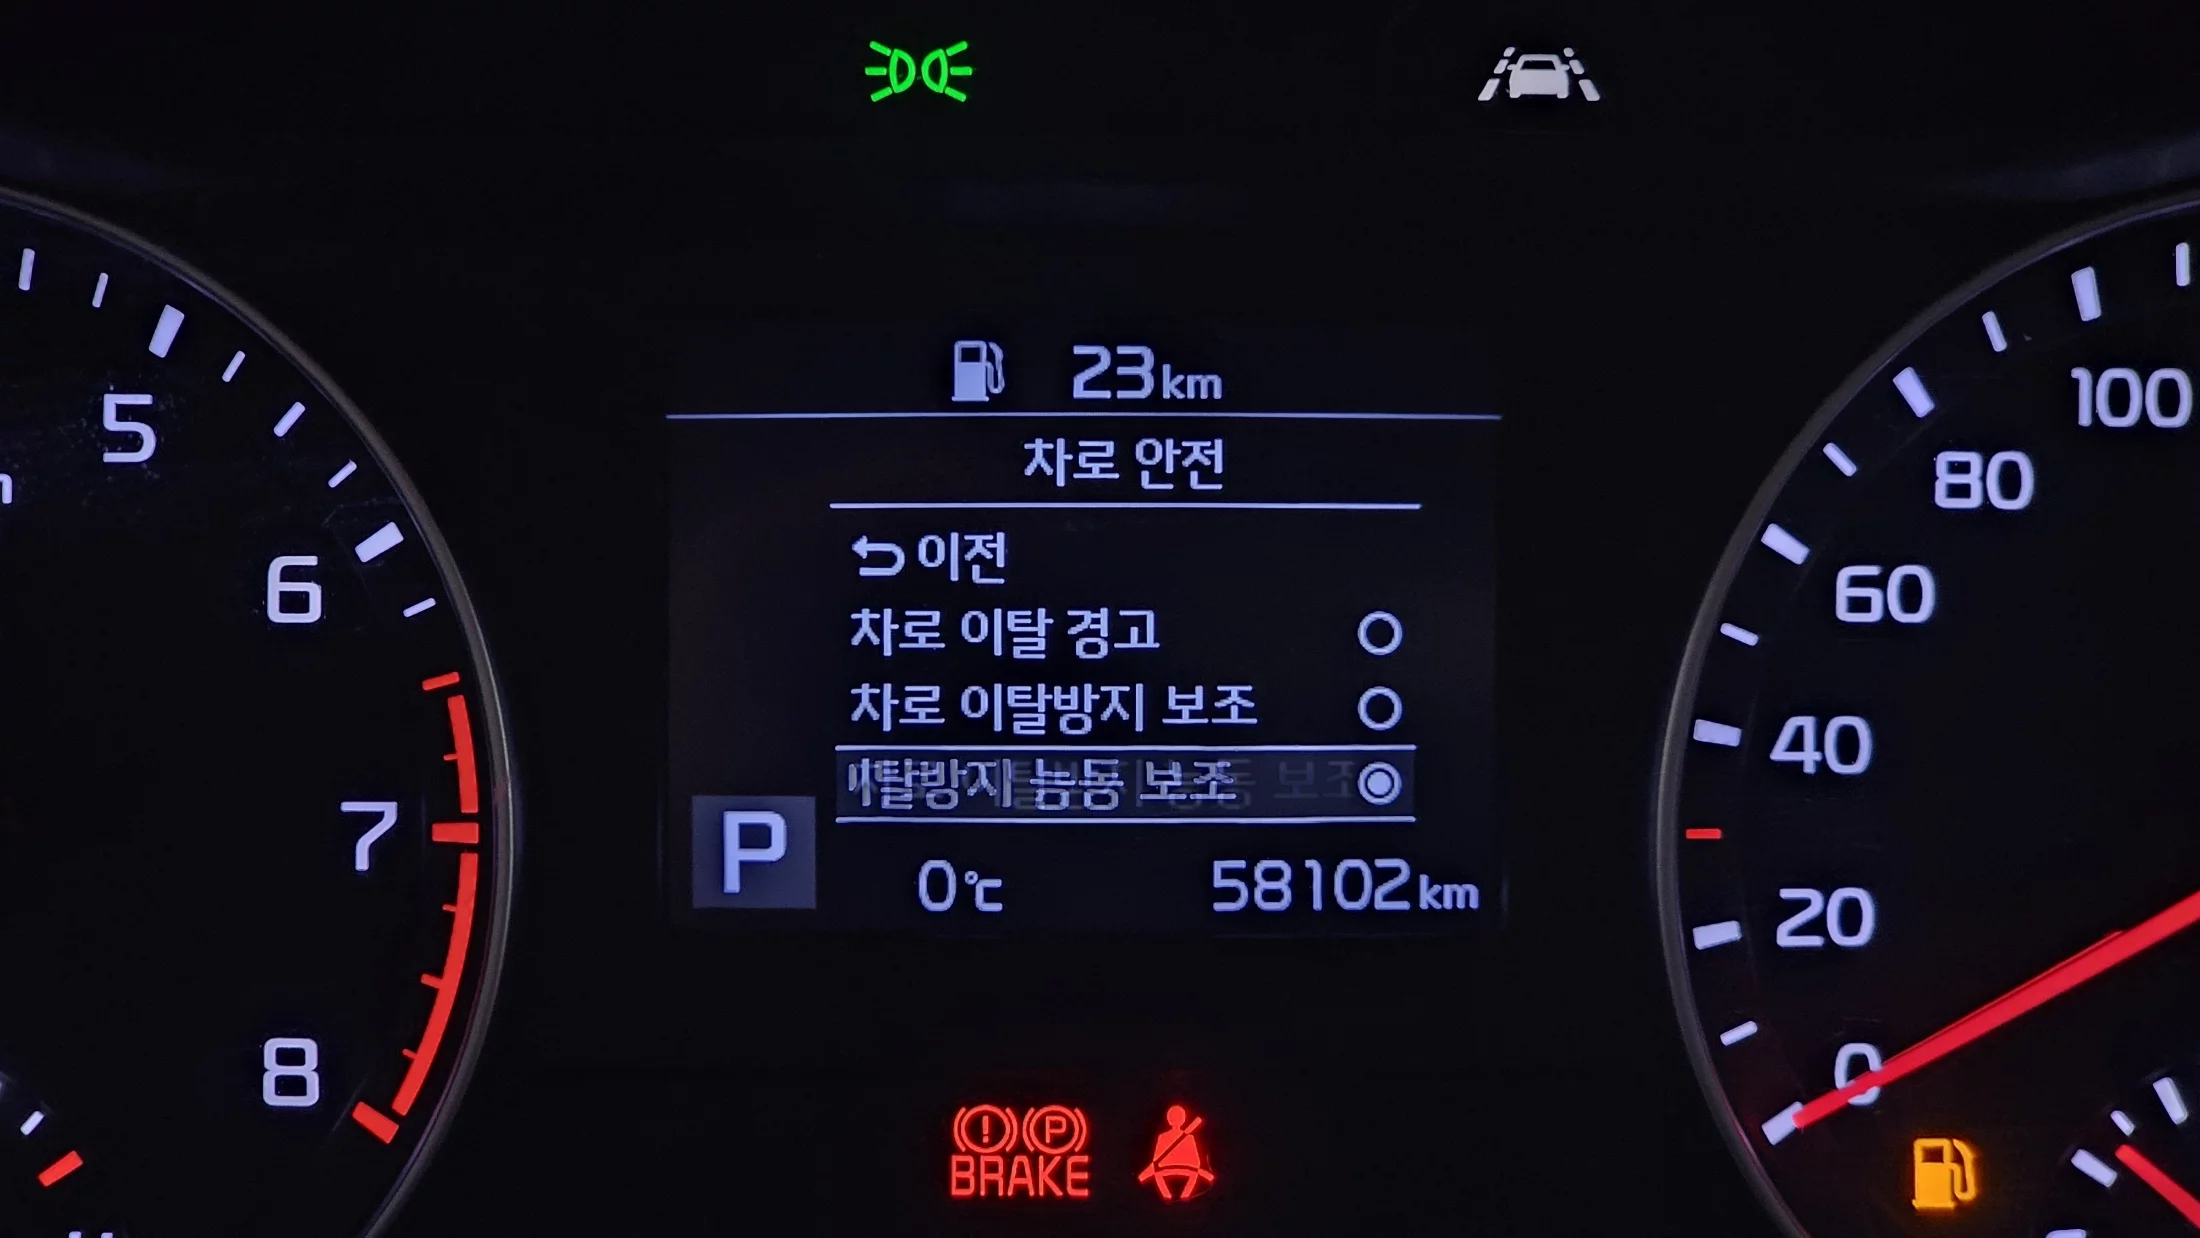 23km
차로 안전
이전
차로 이탈 경고
차로 이탈방지 보조
이탈방지 능동 보조
P
0℃
58102km
5
6
7
8
100
80
60
40
20
0
P
BRAKE